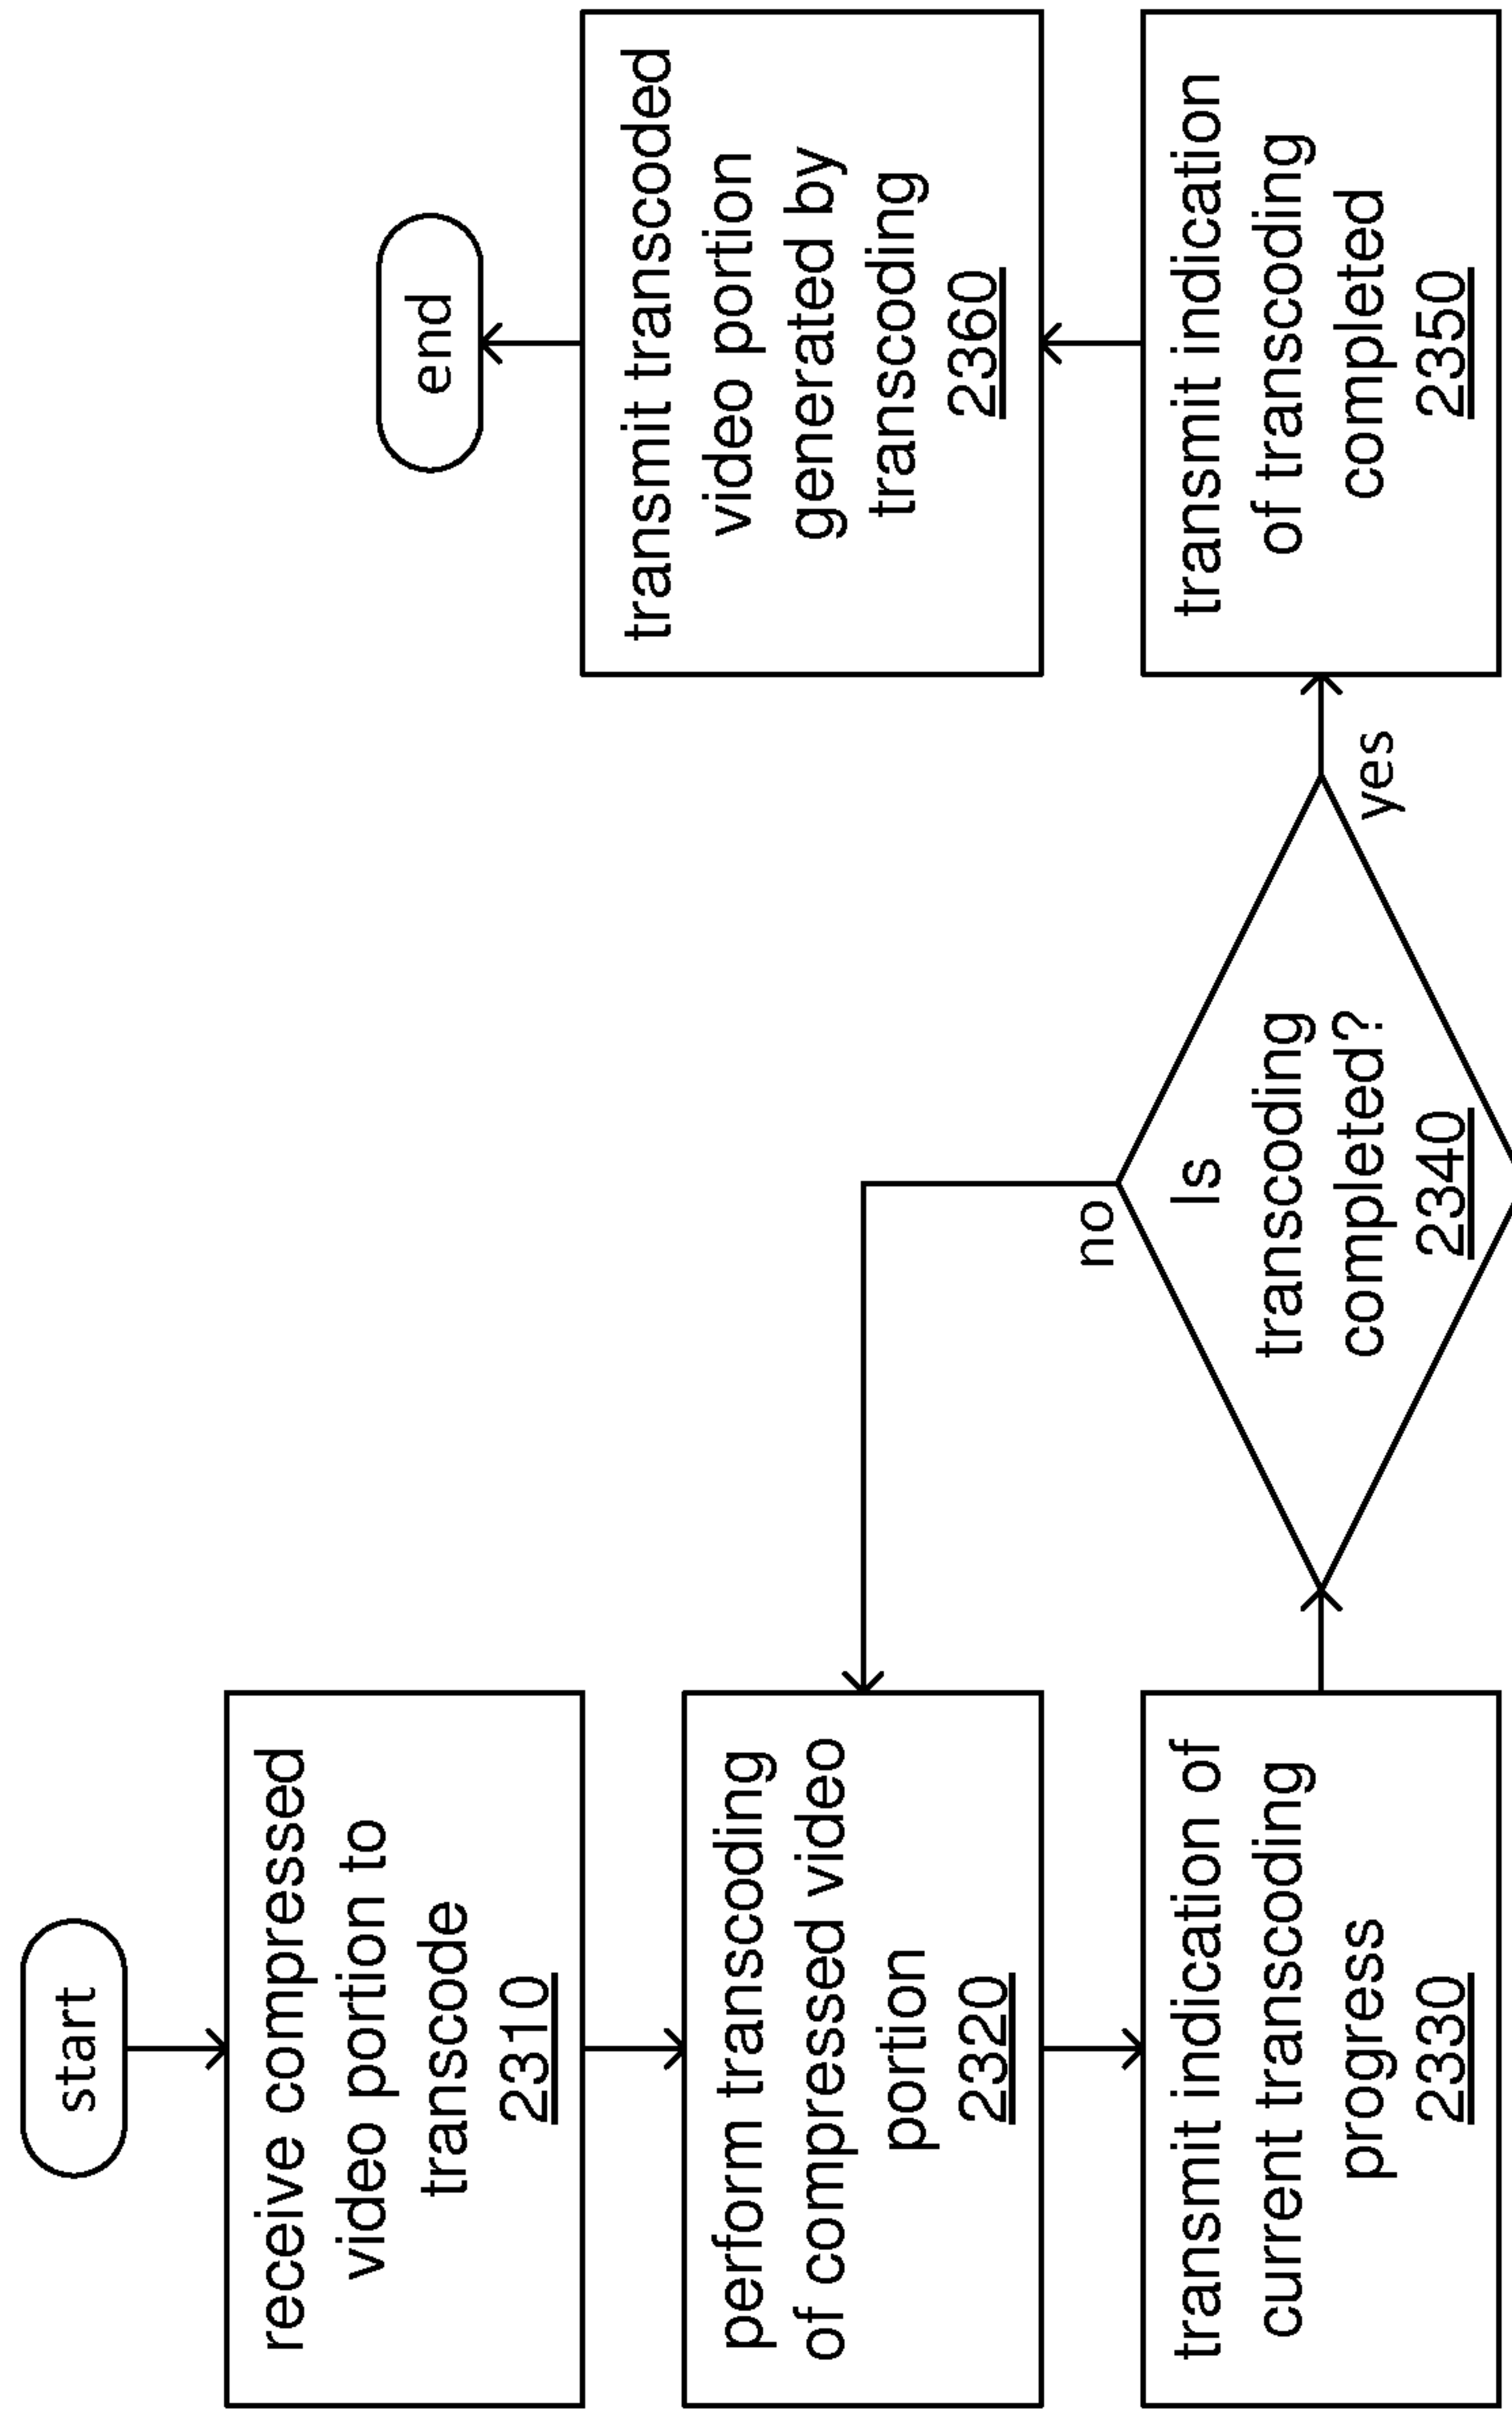 start
receive compressed
video portion to
transcode
2310
perform transcoding
of compressed video
portion
2320
transmit indication of
current transcoding
progress
2330
Is
transcoding
completed?
2340
no
yes
transmit indication
of transcoding
completed
2350
transmit transcoded
video portion
generated by
transcoding
2360
end